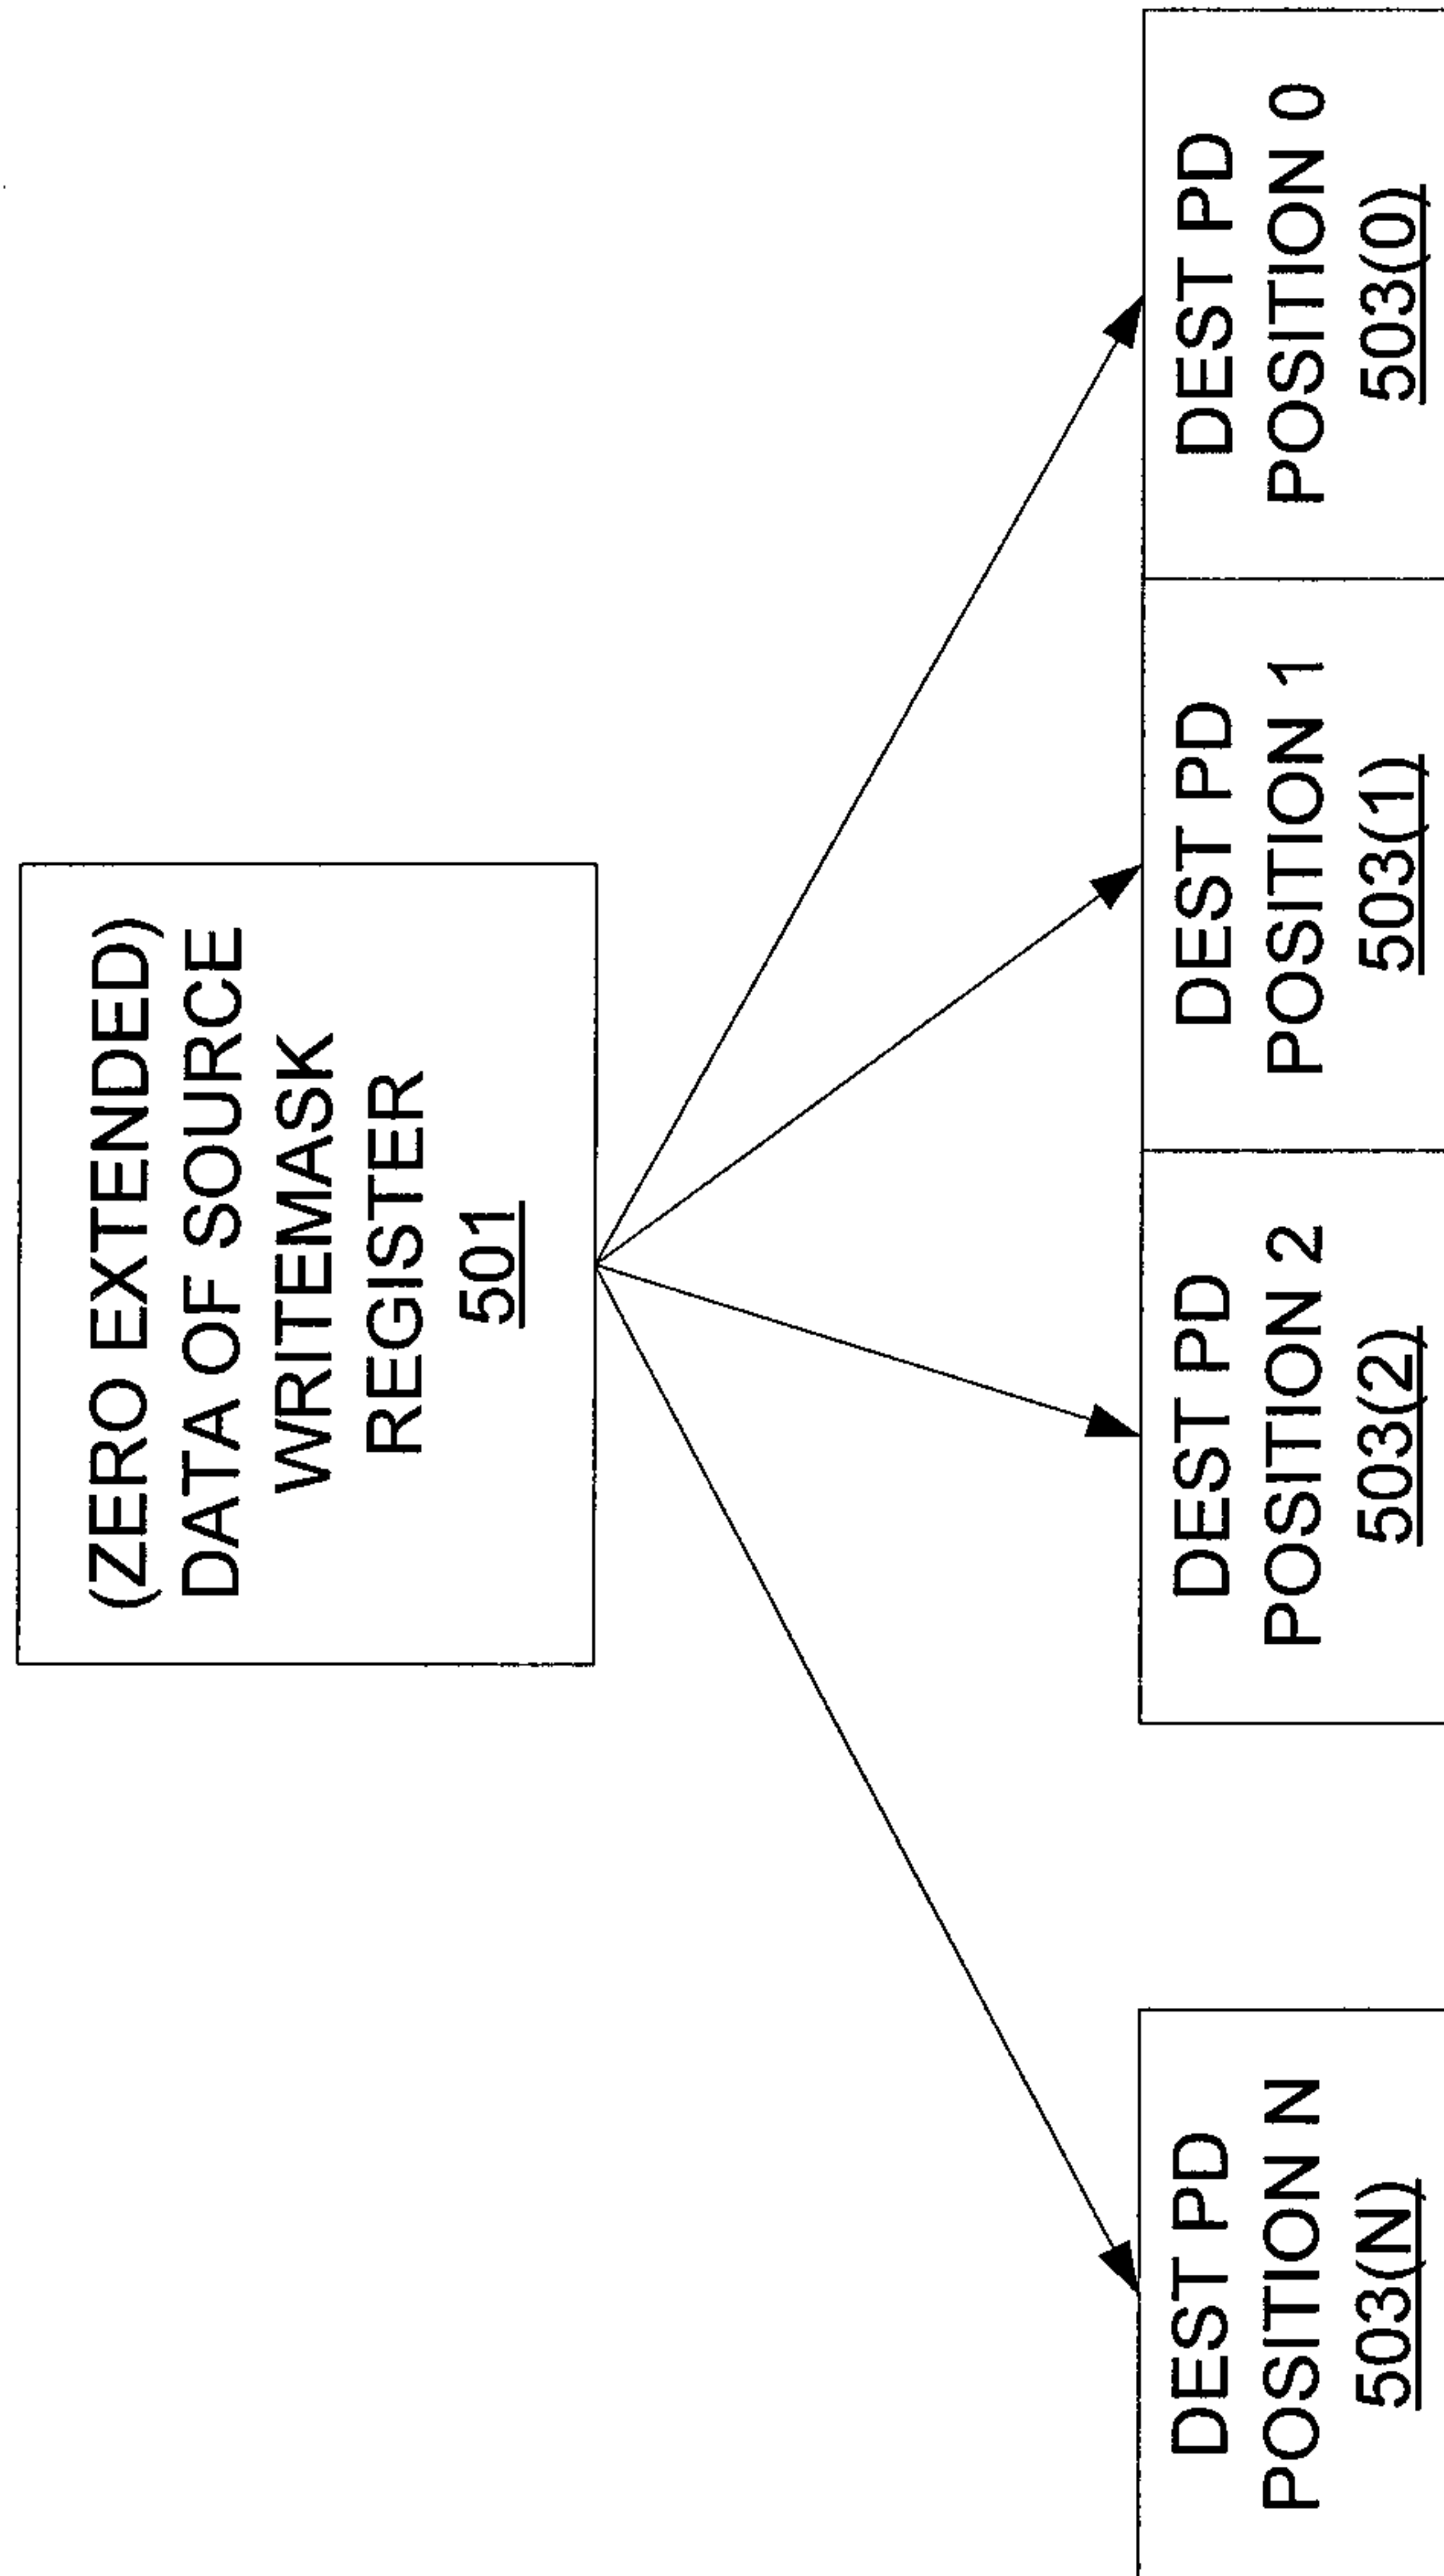 (ZERO EXTENDED)
DATA OF SOURCE
WRITEMASK
REGISTER
501
DEST PD
POSITION N
503(N)
DEST PD
POSITION 2
503(2)
DEST PD
POSITION 1
503(1)
DEST PD
POSITION 0
503(0)